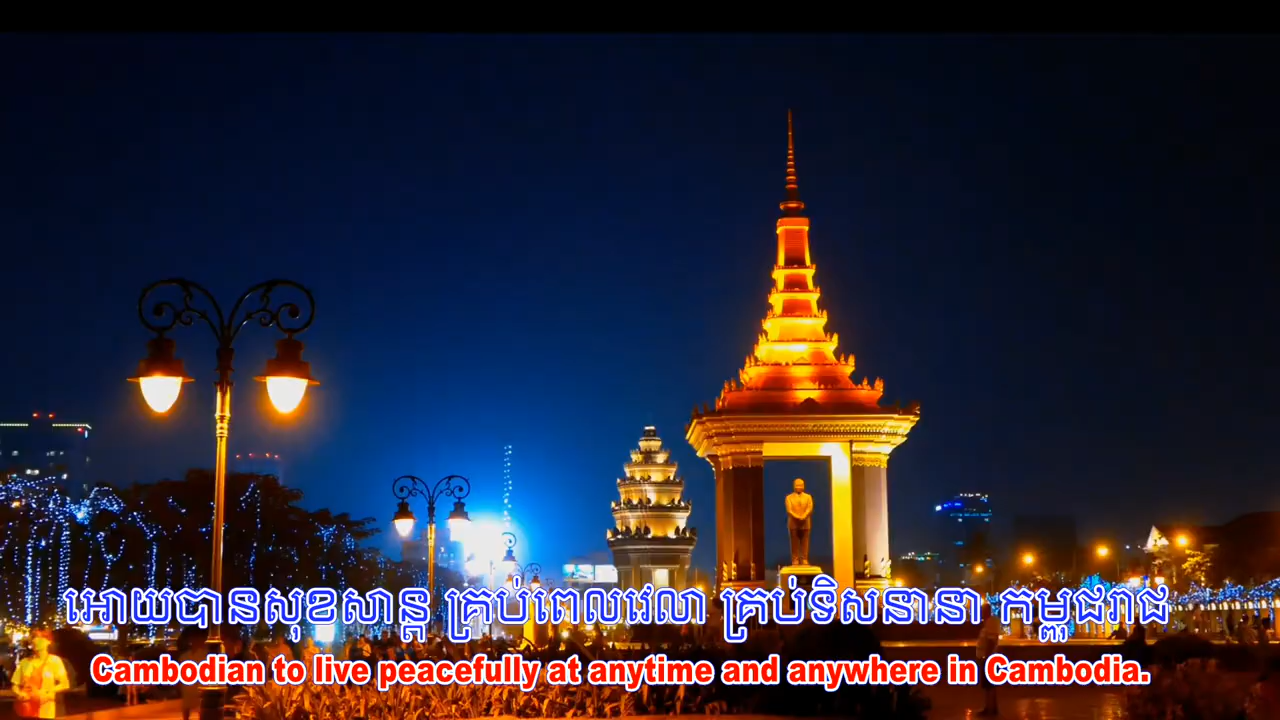 អោយបានសុខសាន្ត គ្រប់ពេលវេលា គ្រប់ទិសនានា កម្ពុជរាជ
Cambodian to live peacefully at anytime and anywhere in Cambodia.